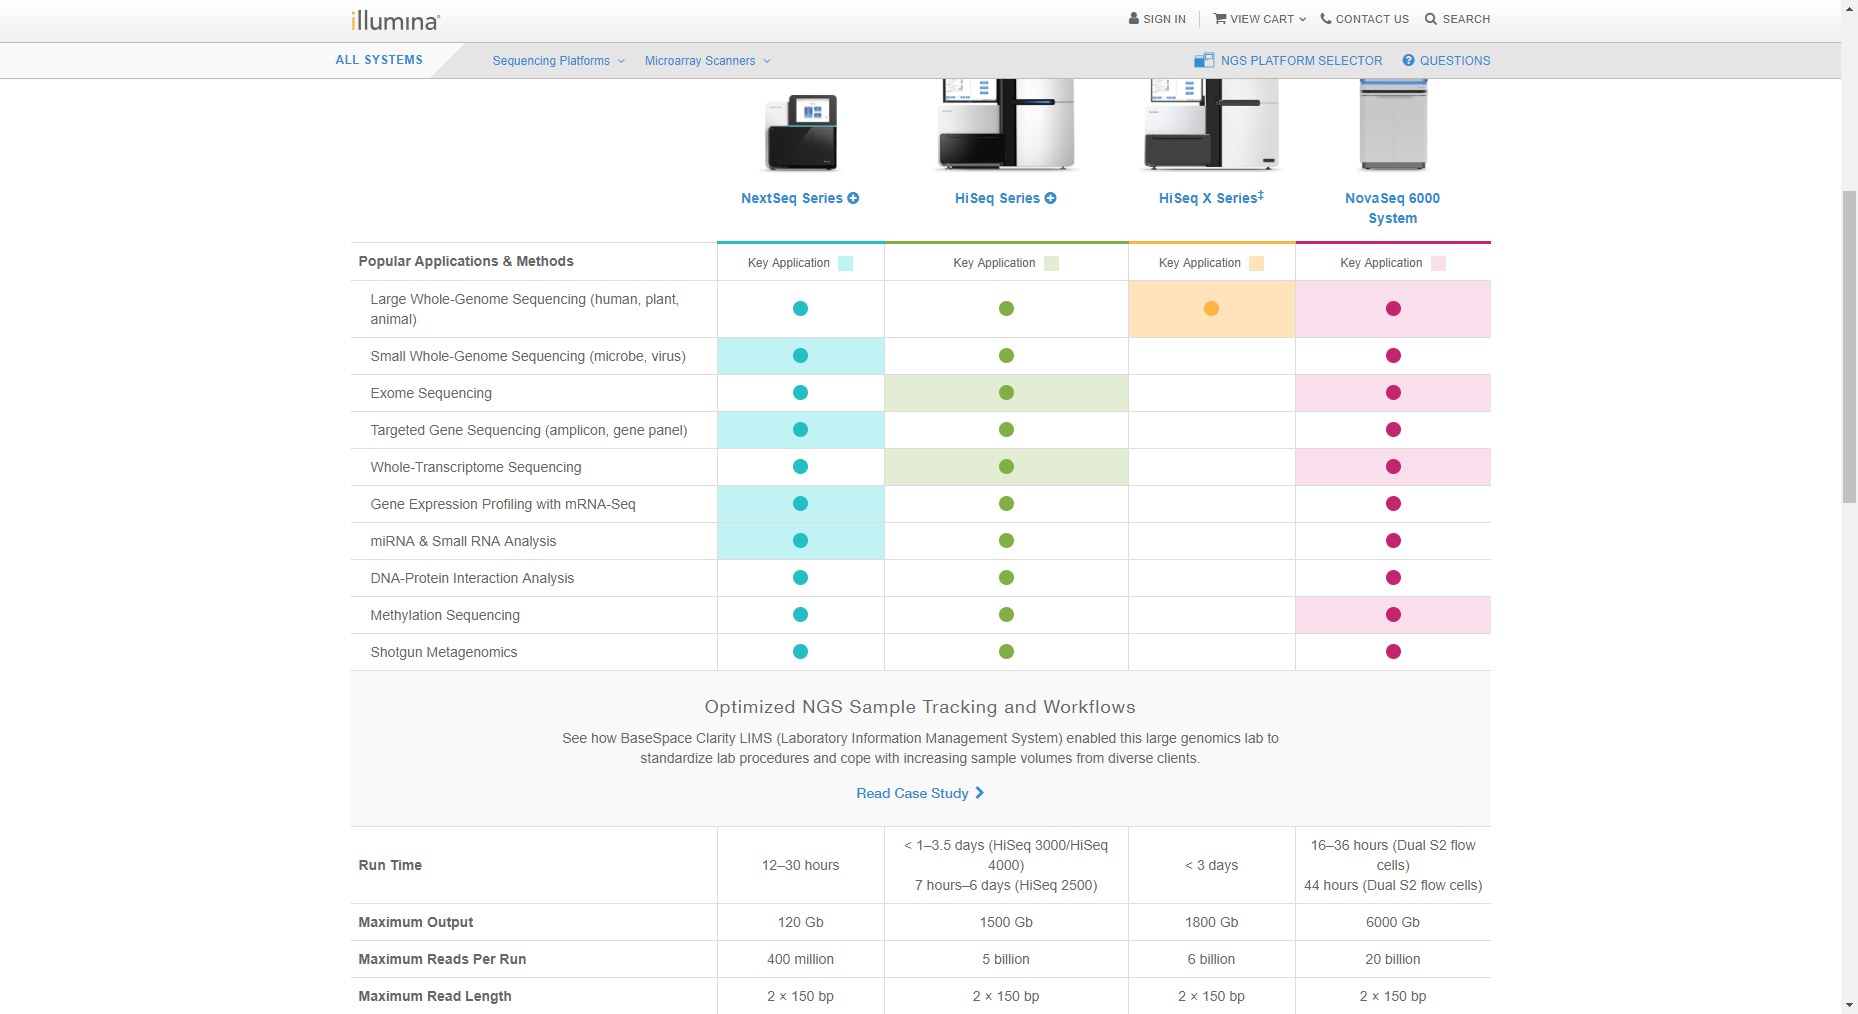 illumina®
SIGN IN
VIEW CART
CONTACT US
SEARCH
ALL SYSTEMS
Sequencing Platforms
Microarray Scanners
NGS PLATFORM SELECTOR
QUESTIONS
NextSeq Series
HiSeq Series
HiSeq X Series‡
NovaSeq 6000
System
Popular Applications & Methods
Key Application
Key Application
Key Application
Key Application
Large Whole-Genome Sequencing (human, plant,
animal)
Small Whole-Genome Sequencing (microbe, virus)
Exome Sequencing
Targeted Gene Sequencing (amplicon, gene panel)
Whole-Transcriptome Sequencing
Gene Expression Profiling with mRNA-Seq
miRNA & Small RNA Analysis
DNA-Protein Interaction Analysis
Methylation Sequencing
Shotgun Metagenomics
Optimized NGS Sample Tracking and Workflows
See how BaseSpace Clarity LIMS (Laboratory Information Management System) enabled this large genomics lab to
standardize lab procedures and cope with increasing sample volumes from diverse clients.
Read Case Study
Run Time
12–30 hours
< 1–3.5 days (HiSeq 3000/HiSeq
4000)
7 hours–6 days (HiSeq 2500)
< 3 days
16–36 hours (Dual S2 flow
cells)
44 hours (Dual S2 flow cells)
Maximum Output
120 Gb
1500 Gb
1800 Gb
6000 Gb
Maximum Reads Per Run
400 million
5 billion
6 billion
20 billion
Maximum Read Length
2 × 150 bp
2 × 150 bp
2 × 150 bp
2 × 150 bp